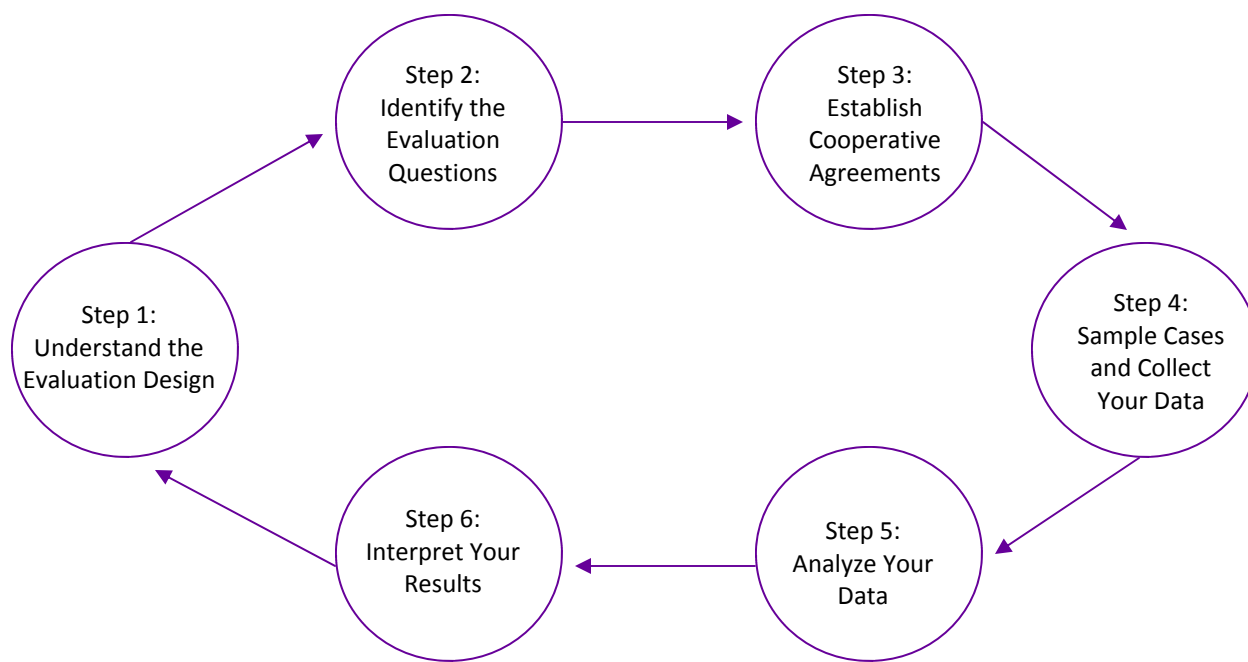 Step 1:
Understand the
Evaluation Design
Step 2:
Identify the
Evaluation
Questions
Step 3:
Establish
Cooperative
Agreements
Step 4:
Sample Cases
and Collect
Your Data
Step 5:
Analyze Your
Data
Step 6:
Interpret Your
Results